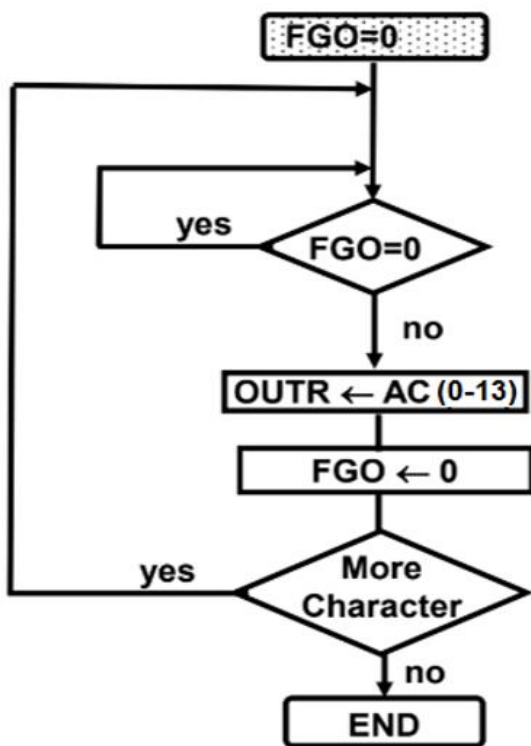 FGO=0
yes
FGO=0
no
OUTR ← AC (0-13)
FGO ← 0
yes
More
Character
no
END